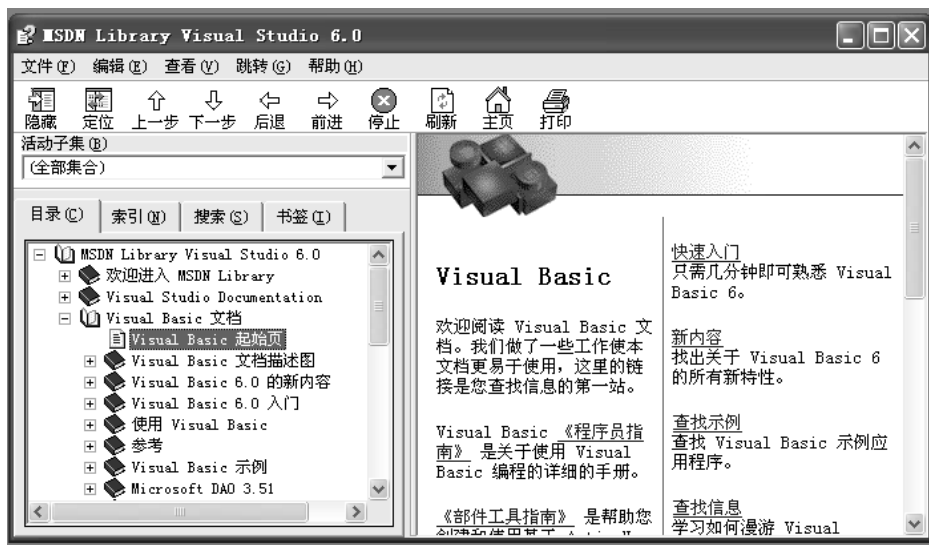 MSDN Library Visual Studio 6.0
文件(F) 编辑(E) 查看(V) 跳转(G) 帮助(H)
隐藏 定位 上一步 下一步 后退 前进 停止 刷新 主页 打印
活动子集(B)
(全部集合)
目录(C) 索引(N) 搜索(S) 书签(I)
MSDN Library Visual Studio 6.0
欢迎进入 MSDN Library
Visual Studio Documentation
Visual Basic 文档
Visual Basic 起始页
Visual Basic 文档描述图
Visual Basic 6.0 的新内容
Visual Basic 6.0 入门
使用 Visual Basic
参考
Visual Basic 示例
Microsoft DAO 3.51
Visual Basic
欢迎阅读 Visual Basic 文
档。我们做了一些工作使本
文档更易于使用，这里的链
接是您查找信息的第一站。
Visual Basic 《程序员指
南》 是关于使用 Visual
Basic 编程的详细的手册。
《部件工具指南》 是帮助您
快速入门
只需几分钟即可熟悉 Visual
Basic 6。
新内容
找出关于 Visual Basic 6
的所有新特性。
查找示例
查找 Visual Basic 示例应
用程序。
查找信息
学习如何漫游 Visual